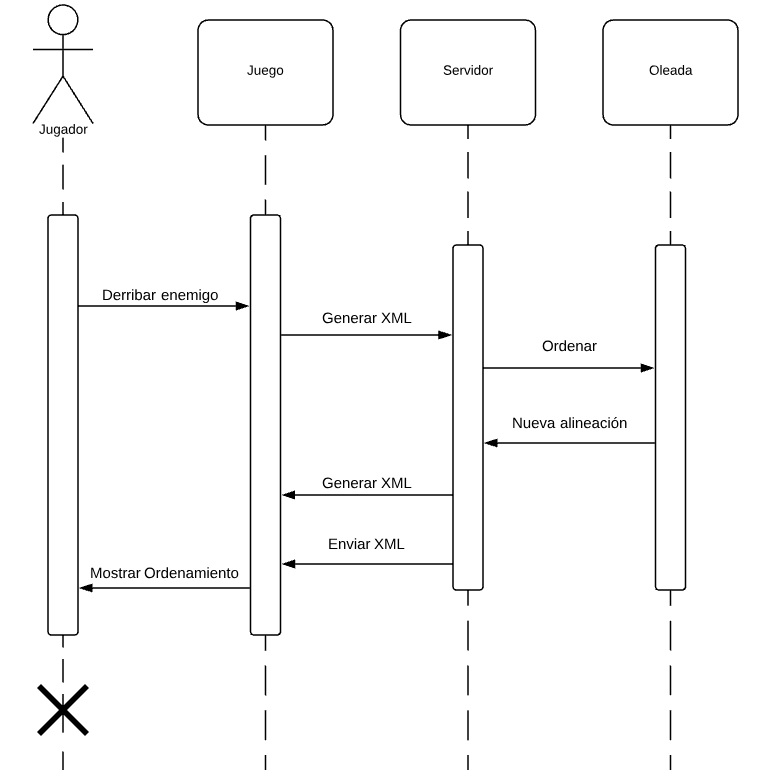 Jugador
Juego
Servidor
Oleada
Derribar enemigo
Generar XML
Ordenar
Nueva alineación
Generar XML
Enviar XML
Mostrar Ordenamiento